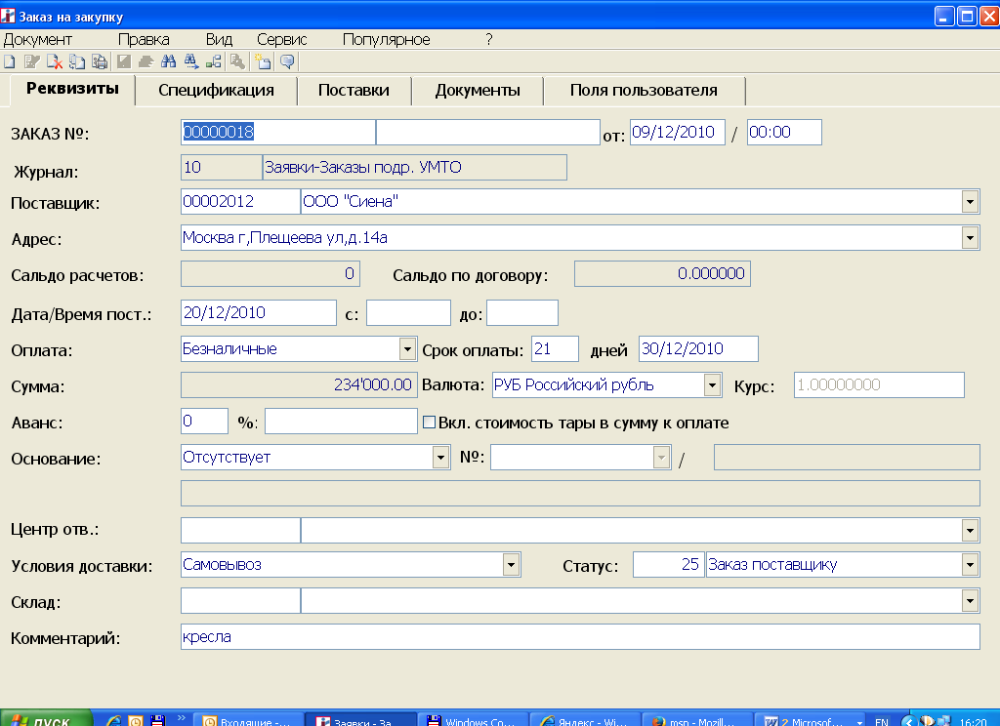 Заказ на закупку
Документ Правка Вид Сервис Популярное ?
Реквизиты Спецификация Поставки Документы Поля пользователя
ЗАКАЗ №: 00000018 от: 09/12/2010 / 00:00
Журнал: 10 Заявки-Заказы подр. УМТО
Поставщик: 00002012 ООО "Сиена"
Адрес: Москва г,Плещеева ул,д.14а
Сальдо расчетов: 0 Сальдо по договору: 0.000000
Дата/Время пост.: 20/12/2010 с: до:
Оплата: Безналичные Срок оплаты: 21 дней 30/12/2010
Сумма: 234'000.00 Валюта: РУБ Российский рубль Курс: 1.00000000
Аванс: 0 %: Вкл. стоимость тары в сумму к оплате
Основание: Отсутствует №: /
Центр отв.:
Условия доставки: Самовывоз Статус: 25 Заказ поставщику
Склад:
Комментарий: кресла
пуск » Входящие -... Заявки - За... Windows Co... Яндекс - Wi... msn - Mozill... 2 Microsof... EN 16:20